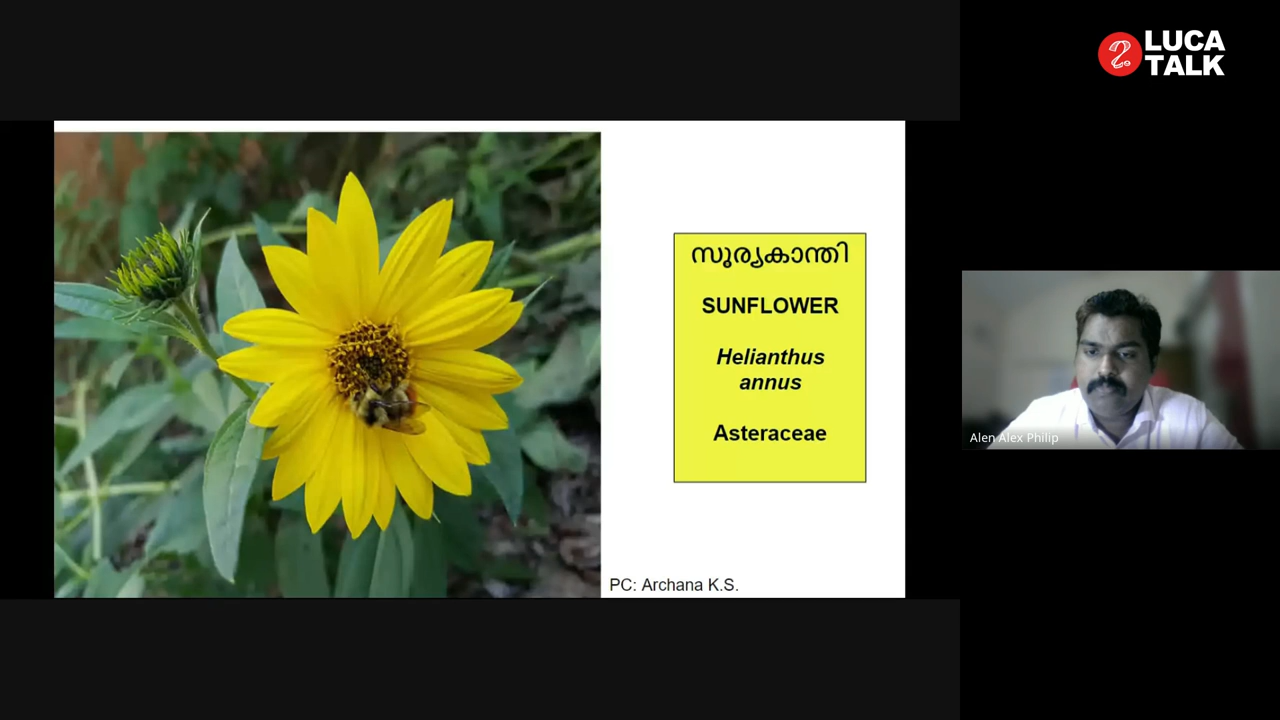 LUCA
TALK
സൂര്യകാന്തി
SUNFLOWER
Helianthus
annus
Asteraceae
Alen Alex Philip
PC: Archana K.S.